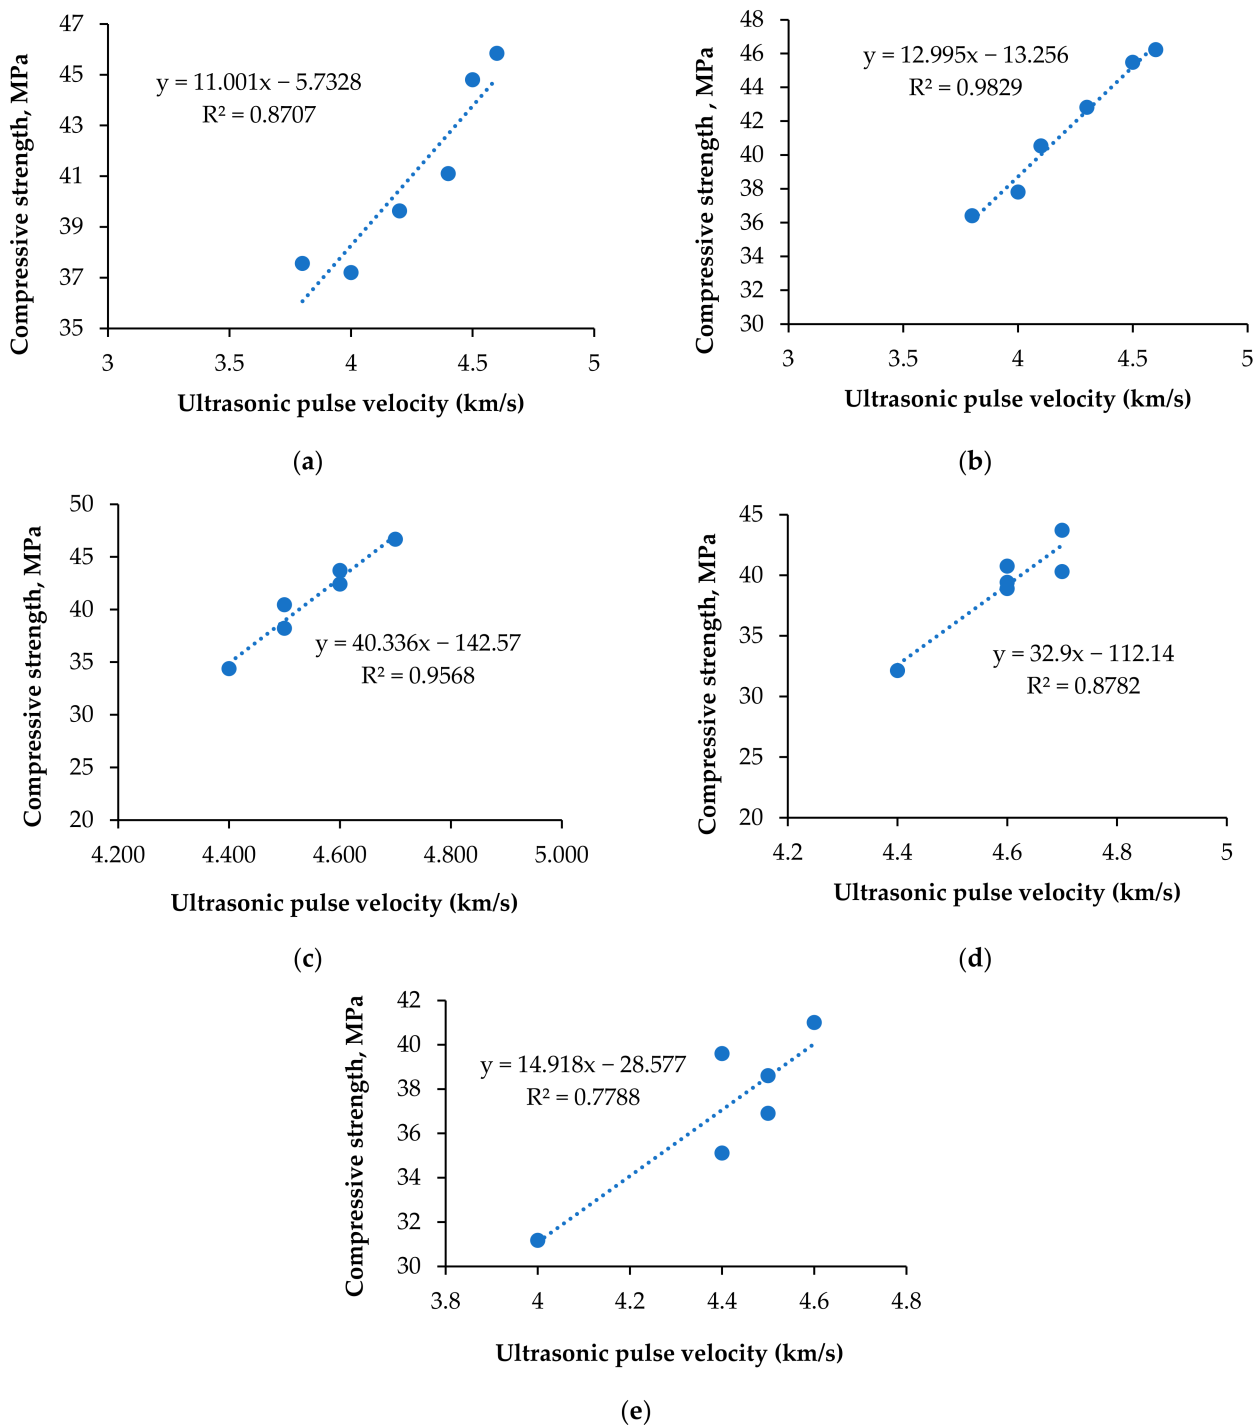 Compressive strength, MPa
47
45
43
41
39
37
35
y = 11.001x − 5.7328
R² = 0.8707
3
3.5
4
4.5
5
Ultrasonic pulse velocity (km/s)
(a)
Compressive strength , MPa
48
46
44
42
40
38
36
34
32
30
y = 12.995x − 13.256
R² = 0.9829
3
3.5
4
4.5
5
Ultrasonic pulse velocity (km/s)
(b)
Compressive strength, MPa
50
45
40
35
30
25
20
y = 40.336x − 142.57
R² = 0.9568
4.200
4.400
4.600
4.800
5.000
Ultrasonic pulse velocity (km/s)
(c)
Compressive strength, MPa
45
40
35
30
25
20
y = 32.9x − 112.14
R² = 0.8782
4.2
4.4
4.6
4.8
5
Ultrasonic pulse velocity (km/s)
(d)
Compressive strength, MPa
42
40
38
36
34
32
30
y = 14.918x − 28.577
R² = 0.7788
3.8
4
4.2
4.4
4.6
4.8
Ultrasonic pulse velocity (km/s)
(e)